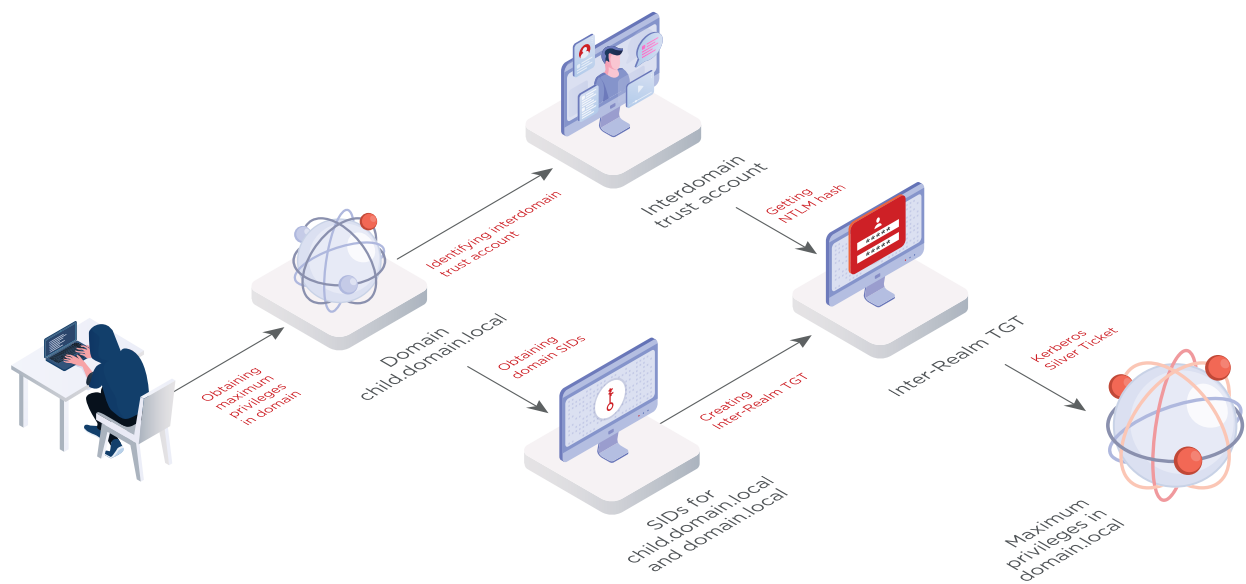 Obtaining
maximum
privileges
in domain
Domain
child.domain.local
Identifying interdomain
trust account
Interdomain
trust account
Obtaining
domain SIDs
SIDs for
child.domain.local
and domain.local
Getting
NTLM hash
Creating
Inter-Realm TGT
*****
*****
Inter-Realm TGT
Kerberos
Silver Ticket
Maximum
privileges in
domain.local